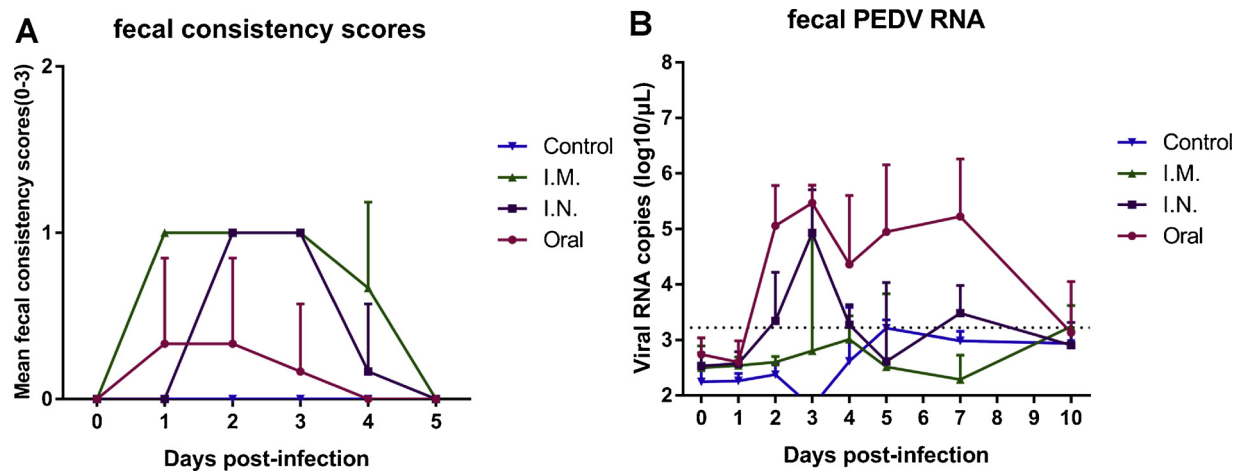 A
fecal consistency scores
Mean fecal consistency scores(0-3)
2
1
0
0 1 2 3 4 5
Days post-infection
Control
I.M.
I.N.
Oral
B
fecal PEDV RNA
Viral RNA copies (log10/μL)
8
7
6
5
4
3
2
0 1 2 3 4 5 6 7 8 9 10
Days post-infection
Control
I.M.
I.N.
Oral